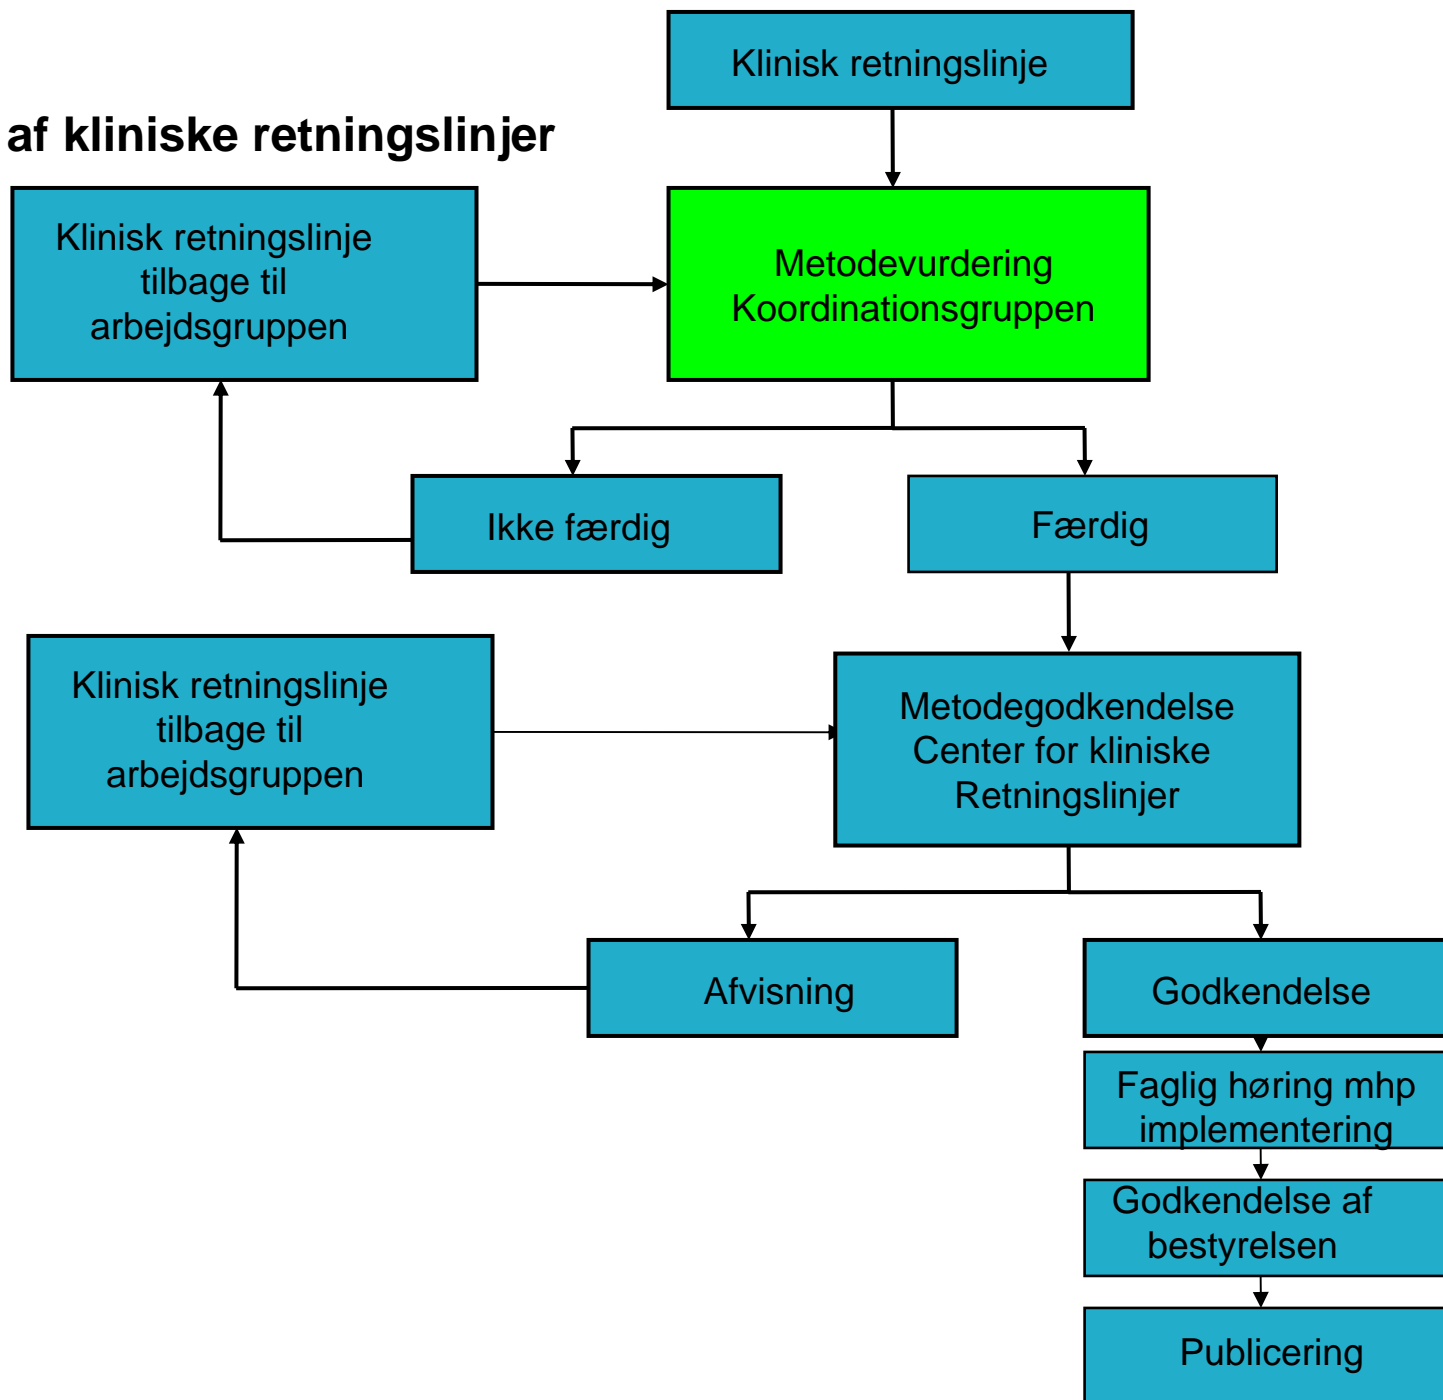 Klinisk retningslinje
af kliniske retningslinjer
Klinisk retningslinje
tilbage til
arbejdsgruppen
Metodevurdering
Koordinationsgruppen
Ikke færdig
Færdig
Klinisk retningslinje
tilbage til
arbejdsgruppen
Metodegodkendelse
Center for kliniske
Retningslinjer
Afvisning
Godkendelse
Faglig høring mhp
implementering
Godkendelse af
bestyrelsen
Publicering